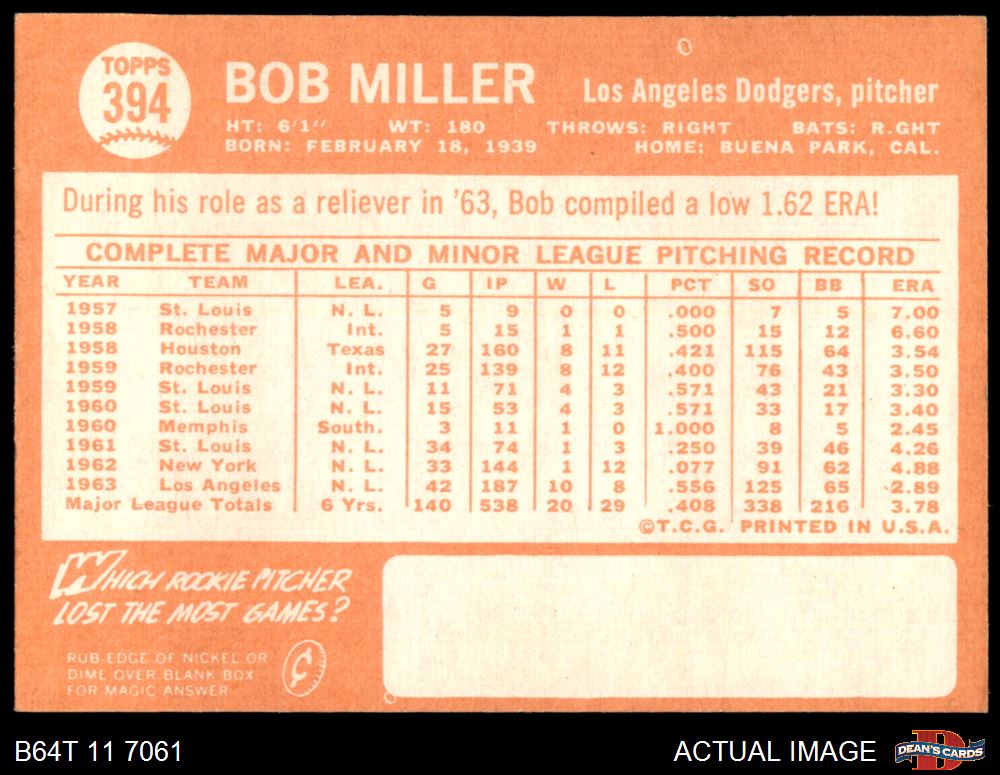 TOPPS
394
BOB MILLER
Los Angeles Dodgers, pitcher
HT: 6'1" WT: 180 THROWS: RIGHT BATS: R.GHT
BORN: FEBRUARY 18, 1939 HOME: BUENA PARK, CAL.
During his role as a reliever in '63, Bob compiled a low 1.62 ERA!
COMPLETE MAJOR AND MINOR LEAGUE PITCHING RECORD
YEAR TEAM LEA. G IP W L PCT SO BB ERA
1957 St. Louis N. L. 5 9 0 0 .000 7 5 7.00
1958 Rochester Int. 5 15 1 1 .500 15 12 6.60
1958 Houston Texas 27 160 8 11 .421 115 64 3.54
1959 Rochester Int. 25 139 8 12 .400 76 43 3.50
1959 St. Louis N. L. 11 71 4 3 .571 43 21 3.30
1960 St. Louis N. L. 15 53 4 3 .571 33 17 3.40
1960 Memphis South. 3 11 1 0 1.000 8 5 2.45
1961 St. Louis N. L. 34 74 1 3 .250 39 46 4.26
1962 New York N. L. 33 144 1 12 .077 91 62 4.88
1963 Los Angeles N. L. 42 187 10 8 .556 125 65 2.89
Major League Totals 6 Yrs. 140 538 20 29 .408 338 216 3.78
©T.C.G. PRINTED IN U.S.A.
WHICH ROOKIE PITCHER
LOST THE MOST GAMES?
RUB EDGE OF NICKEL OR
DIME OVER BLANK BOX
FOR MAGIC ANSWER
¢
B64T 11 7061
ACTUAL IMAGE
DEAN'S CARDS